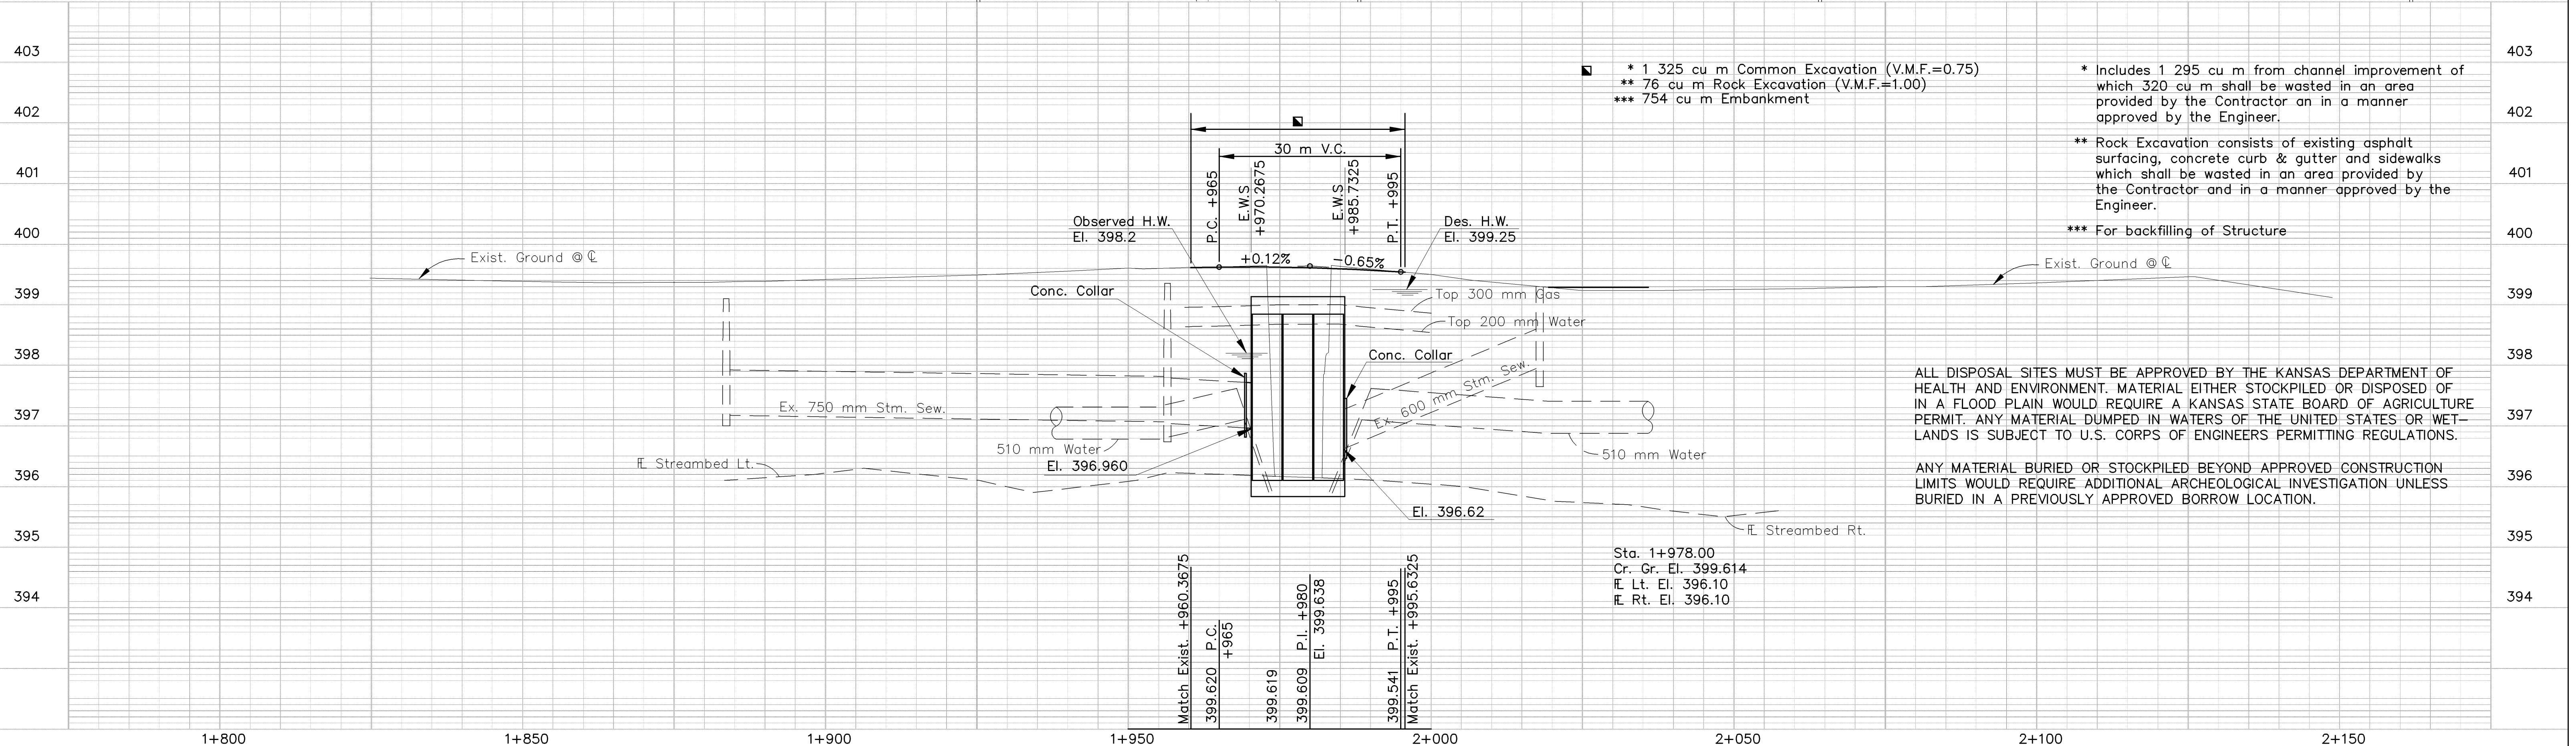 403
402
401
400
399
398
397
396
395
394
403
402
401
400
399
398
397
396
395
394
* 1 325 cu m Common Excavation (V.M.F.=0.75)
** 76 cu m Rock Excavation (V.M.F.=1.00)
*** 754 cu m Embankment
* Includes 1 295 cu m from channel improvement of
which 320 cu m shall be wasted in an area
provided by the Contractor an in a manner
approved by the Engineer.
** Rock Excavation consists of existing asphalt
surfacing, concrete curb & gutter and sidewalks
which shall be wasted in an area provided by
the Contractor and in a manner approved by the
Engineer.
*** For backfilling of Structure
30 m V.C.
P.C. +965
E.W.S
+970.2675
E.W.S
+985.7325
P.T. +995
Observed H.W.
El. 398.2
Des. H.W.
El. 399.25
+0.12%
-0.65%
Exist. Ground @ ℄
Exist. Ground @ ℄
Conc. Collar
Top 300 mm Gas
Top 200 mm Water
Conc. Collar
Ex. 750 mm Stm. Sew.
Ex. 600 mm Stm. Sew.
510 mm Water
510 mm Water
El. 396.960
FL Streambed Lt.
El. 396.62
FL Streambed Rt.
ALL DISPOSAL SITES MUST BE APPROVED BY THE KANSAS DEPARTMENT OF
HEALTH AND ENVIRONMENT. MATERIAL EITHER STOCKPILED OR DISPOSED OF
IN A FLOOD PLAIN WOULD REQUIRE A KANSAS STATE BOARD OF AGRICULTURE
PERMIT. ANY MATERIAL DUMPED IN WATERS OF THE UNITED STATES OR WET-
LANDS IS SUBJECT TO U.S. CORPS OF ENGINEERS PERMITTING REGULATIONS.
ANY MATERIAL BURIED OR STOCKPILED BEYOND APPROVED CONSTRUCTION
LIMITS WOULD REQUIRE ADDITIONAL ARCHEOLOGICAL INVESTIGATION UNLESS
BURIED IN A PREVIOUSLY APPROVED BORROW LOCATION.
Sta. 1+978.00
Cr. Gr. El. 399.614
FL Lt. El. 396.10
FL Rt. El. 396.10
Match Exist. +960.3675
399.620 P.C.
+965
399.619
399.609 P.I. +980
El. 399.638
399.541 P.T. +995
Match Exist. +995.6325
1+800
1+850
1+900
1+950
2+000
2+050
2+100
2+150